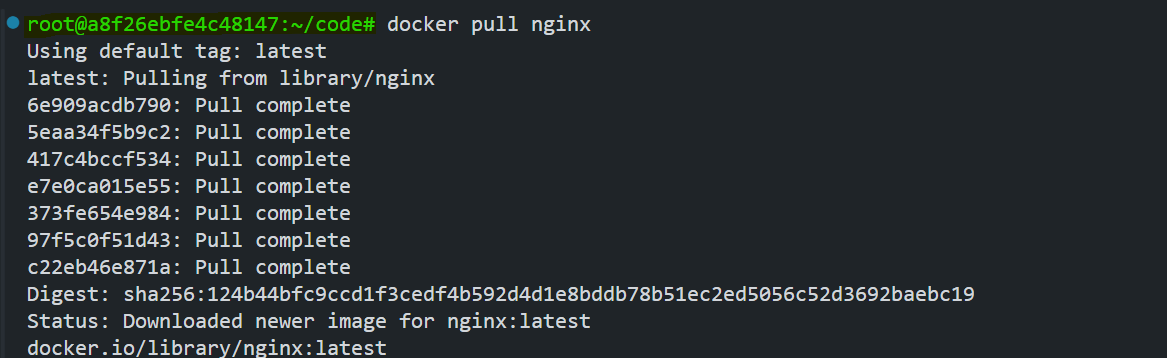 root@a8f26ebfe4c48147:~/code# docker pull nginx
Using default tag: latest
latest: Pulling from library/nginx
6e909acdb790: Pull complete
5eaa34f5b9c2: Pull complete
417c4bccf534: Pull complete
e7e0ca015e55: Pull complete
373fe654e984: Pull complete
97f5c0f51d43: Pull complete
c22eb46e871a: Pull complete
Digest: sha256:124b44bfc9ccd1f3cedf4b592d4d1e8bddb78b51ec2ed5056c52d3692baebc19
Status: Downloaded newer image for nginx:latest
docker.io/library/nginx:latest